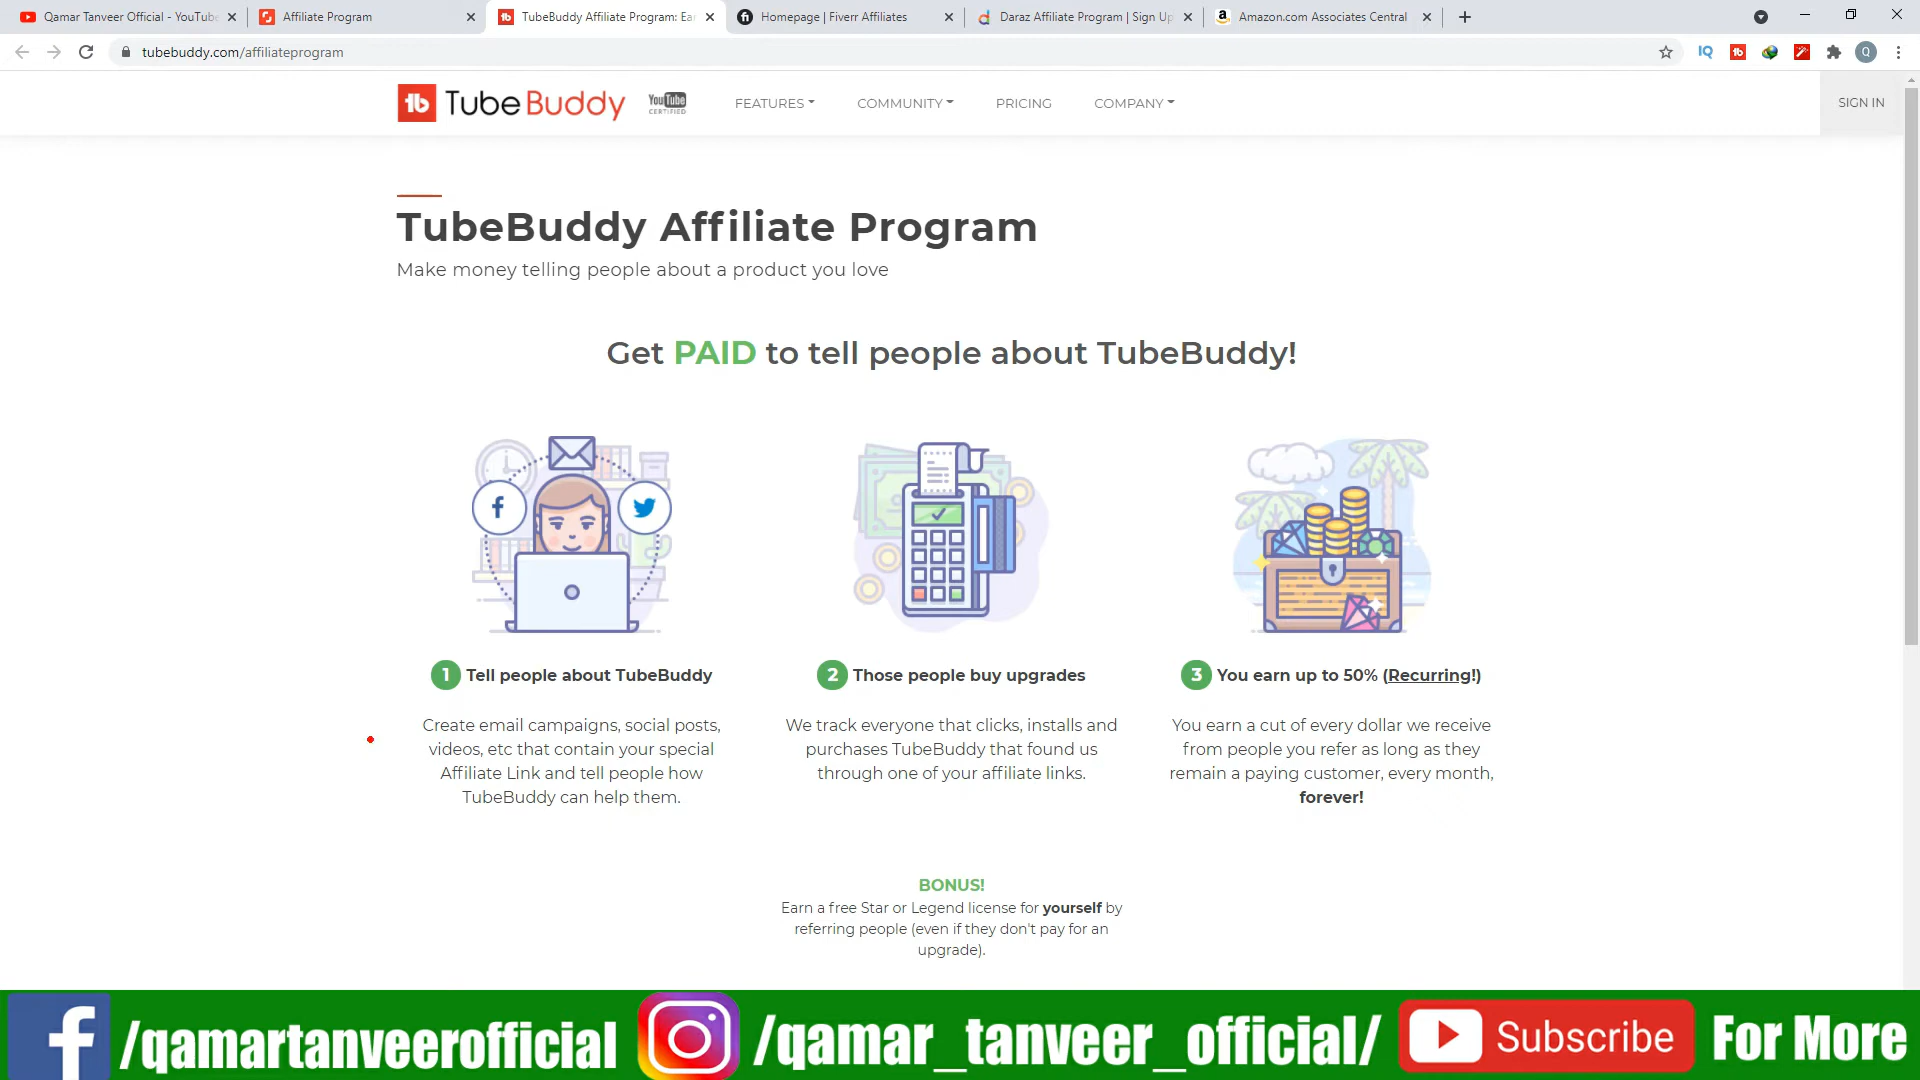 Qamar Tanveer Official - YouTube
Affiliate Program
TubeBuddy Affiliate Program: Ear
Homepage | Fiverr Affiliates
Daraz Affiliate Program | Sign Up
Amazon.com Associates Central
tubebuddy.com/affiliateprogram
IQ
tb
Q
tb TubeBuddy
YouTube
CERTIFIED
FEATURES
COMMUNITY
PRICING
COMPANY
SIGN IN
TubeBuddy Affiliate Program
Make money telling people about a product you love
Get PAID to tell people about TubeBuddy!
1 Tell people about TubeBuddy
Create email campaigns, social posts,
videos, etc that contain your special
Affiliate Link and tell people how
TubeBuddy can help them.
2 Those people buy upgrades
We track everyone that clicks, installs and
purchases TubeBuddy that found us
through one of your affiliate links.
3 You earn up to 50% (Recurring!)
You earn a cut of every dollar we receive
from people you refer as long as they
remain a paying customer, every month,
forever!
BONUS!
Earn a free Star or Legend license for yourself by
referring people (even if they don't pay for an
upgrade).
/qamartanveerofficial
/qamar_tanveer_official/
Subscribe
For More